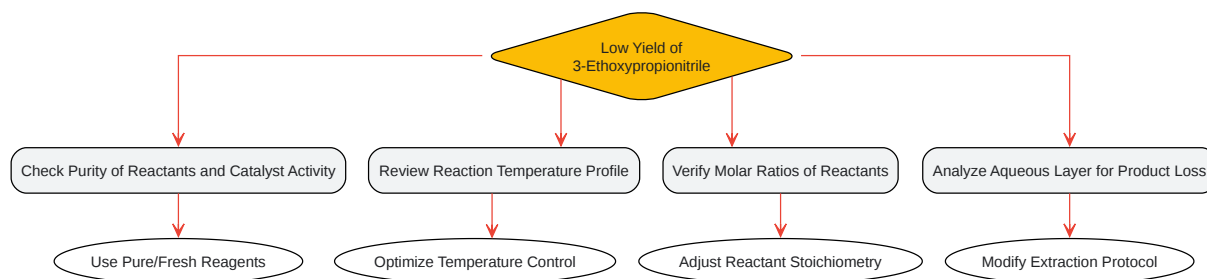 Low Yield of
3-Ethoxypropionitrile
Check Purity of Reactants and Catalyst Activity
Review Reaction Temperature Profile
Verify Molar Ratios of Reactants
Analyze Aqueous Layer for Product Loss
Use Pure/Fresh Reagents
Optimize Temperature Control
Adjust Reactant Stoichiometry
Modify Extraction Protocol